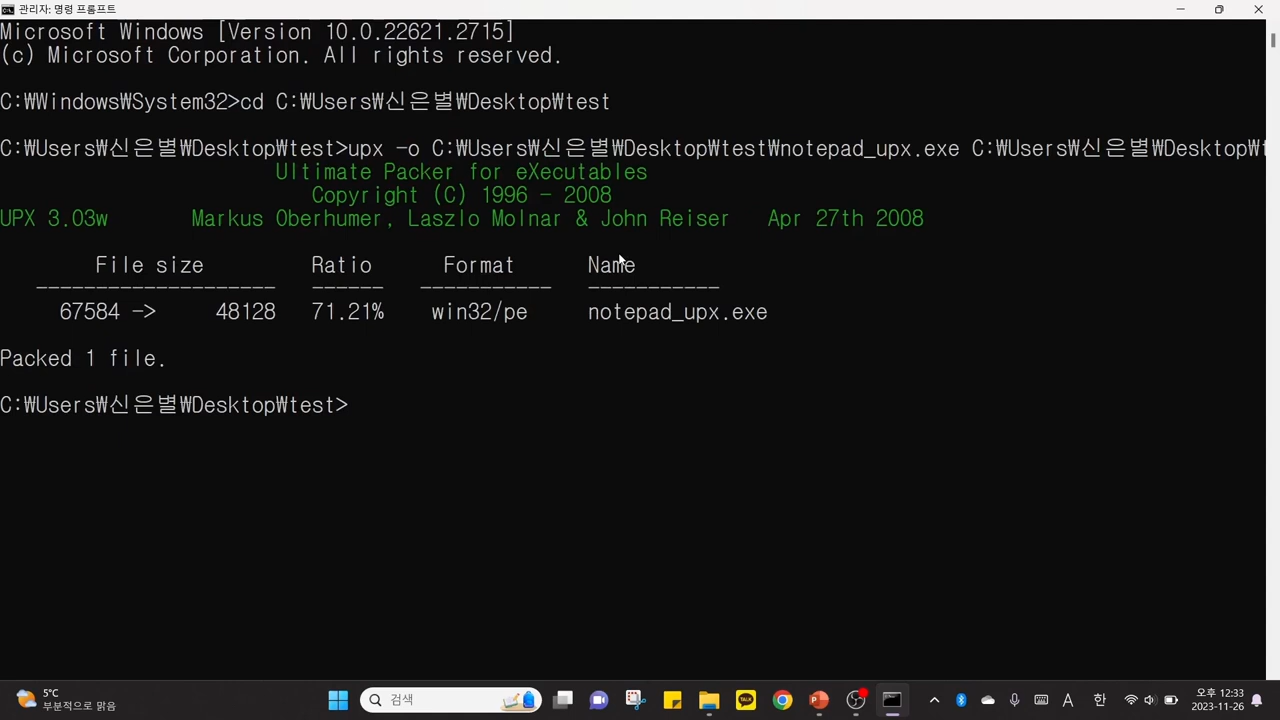 관리자: 명령 프롬프트
Microsoft Windows [Version 10.0.22621.2715]
(c) Microsoft Corporation. All rights reserved.
C:₩Windows₩System32>cd C:₩Users₩신은별₩Desktop₩test
C:₩Users₩신은별₩Desktop₩test>upx -o C:₩Users₩신은별₩Desktop₩test₩notepad_upx.exe C:₩Users₩신은별₩Desktop₩t
Ultimate Packer for eXecutables
Copyright (C) 1996 - 2008
UPX 3.03w Markus Oberhumer, Laszlo Molnar & John Reiser Apr 27th 2008
File size Ratio Format Name
-------------------- ------ ----------- -----------
67584 -> 48128 71.21% win32/pe notepad_upx.exe
Packed 1 file.
C:₩Users₩신은별₩Desktop₩test>
5°C
부분적으로 맑음
검색
TALK
A
한
오후 12:33
2023-11-26